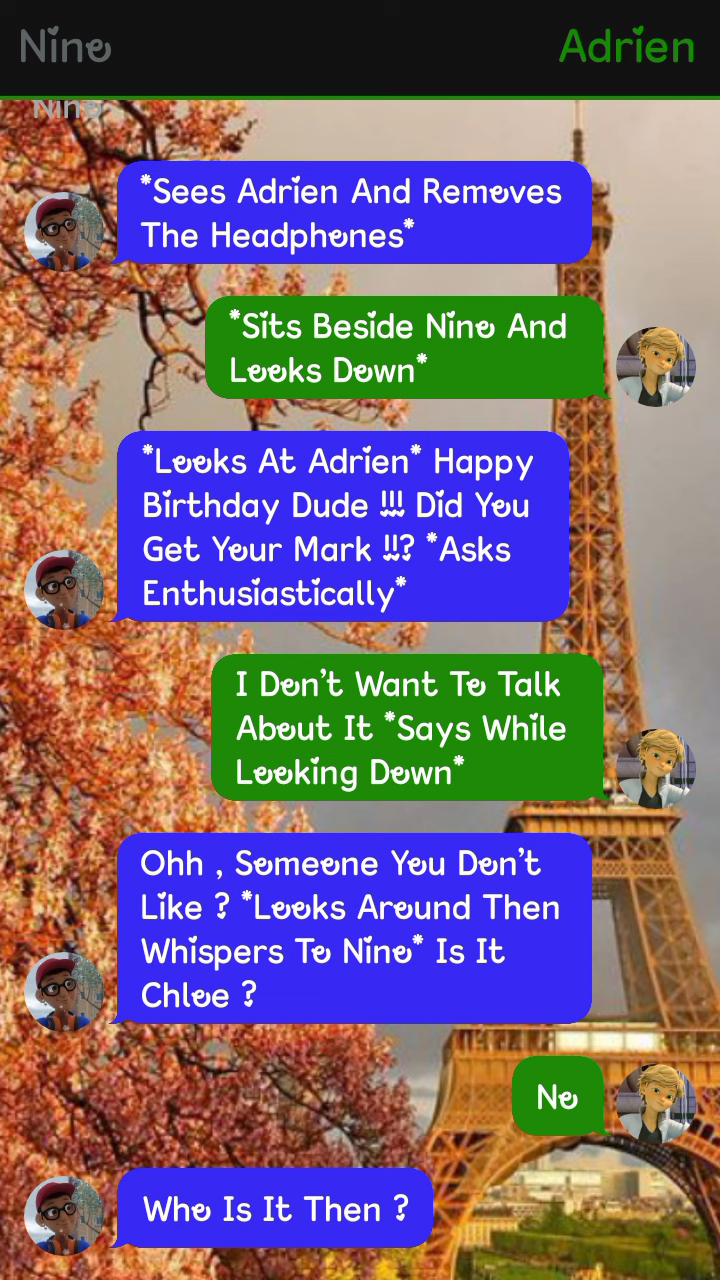 Nino
Adrien
Nino
*Sees Adrien And Removes
The Headphones*
*Sits Beside Nino And
Looks Down*
*Looks At Adrien* Happy
Birthday Dude !!! Did You
Get Your Mark !!? *Asks
Enthusiastically*
I Don't Want To Talk
About It *Says While
Looking Down*
Ohh , Someone You Don't
Like ? *Looks Around Then
Whispers To Nino* Is It
Chloe ?
No
Who Is It Then ?